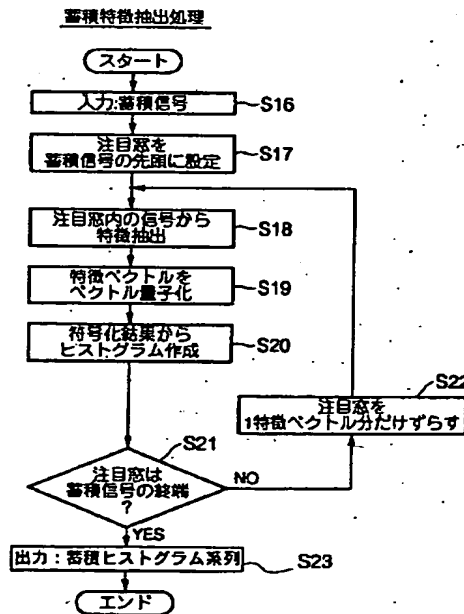 蓄積特徴抽出処理
スタート
入力:蓄積信号
S16
注目窓を
蓄積信号の先頭に設定
S17
注目窓内の信号から
特徴抽出
S18
特徴ベクトルを
ベクトル量子化
S19
符号化結果から
ヒストグラム作成
S20
S22
注目窓を
1特徴ベクトル分だけずらす
S21
注目窓は
蓄積信号の終端
?
NO
YES
出力:蓄積ヒストグラム系列
S23
エンド